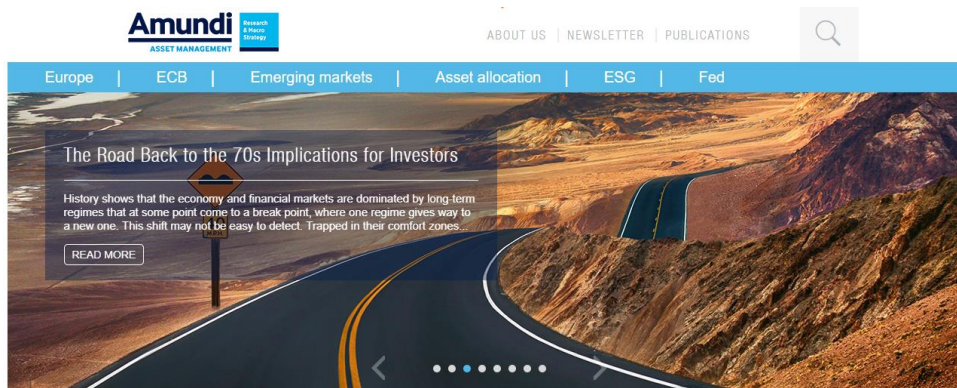 Amundi
ASSET MANAGEMENT
Research
& Macro
Strategy
ABOUT US | NEWSLETTER | PUBLICATIONS
Europe | ECB | Emerging markets | Asset allocation | ESG | Fed
The Road Back to the 70s Implications for Investors
History shows that the economy and financial markets are dominated by long-term
regimes that at some point come to a break point, where one regime gives way to
a new one. This shift may not be easy to detect. Trapped in their comfort zones...
READ MORE